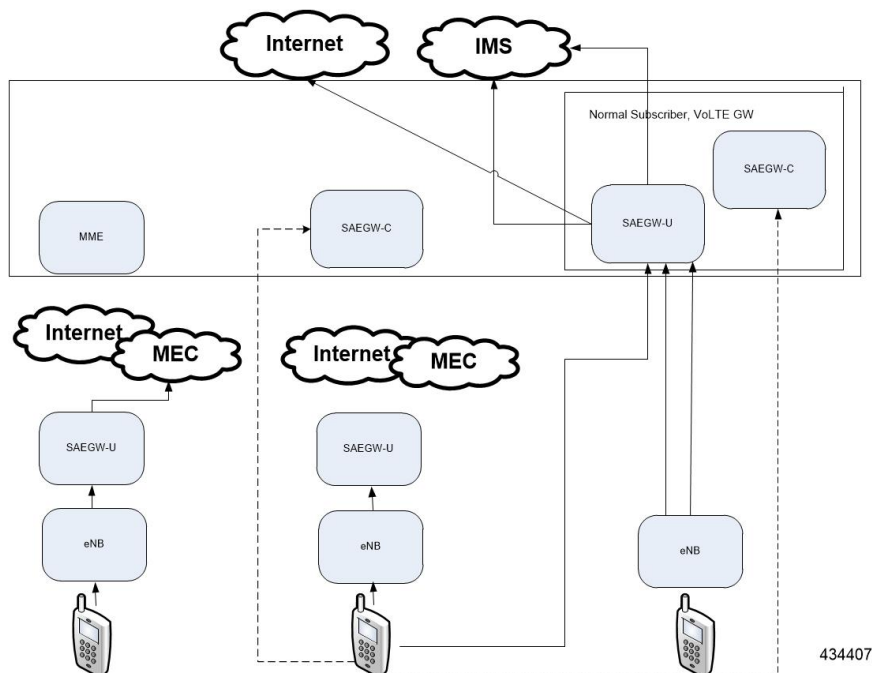 Internet
IMS
Normal Subscriber, VoLTE GW
SAEGW-C
MME
SAEGW-C
SAEGW-U
Internet
MEC
Internet
MEC
SAEGW-U
SAEGW-U
eNB
eNB
eNB
434407